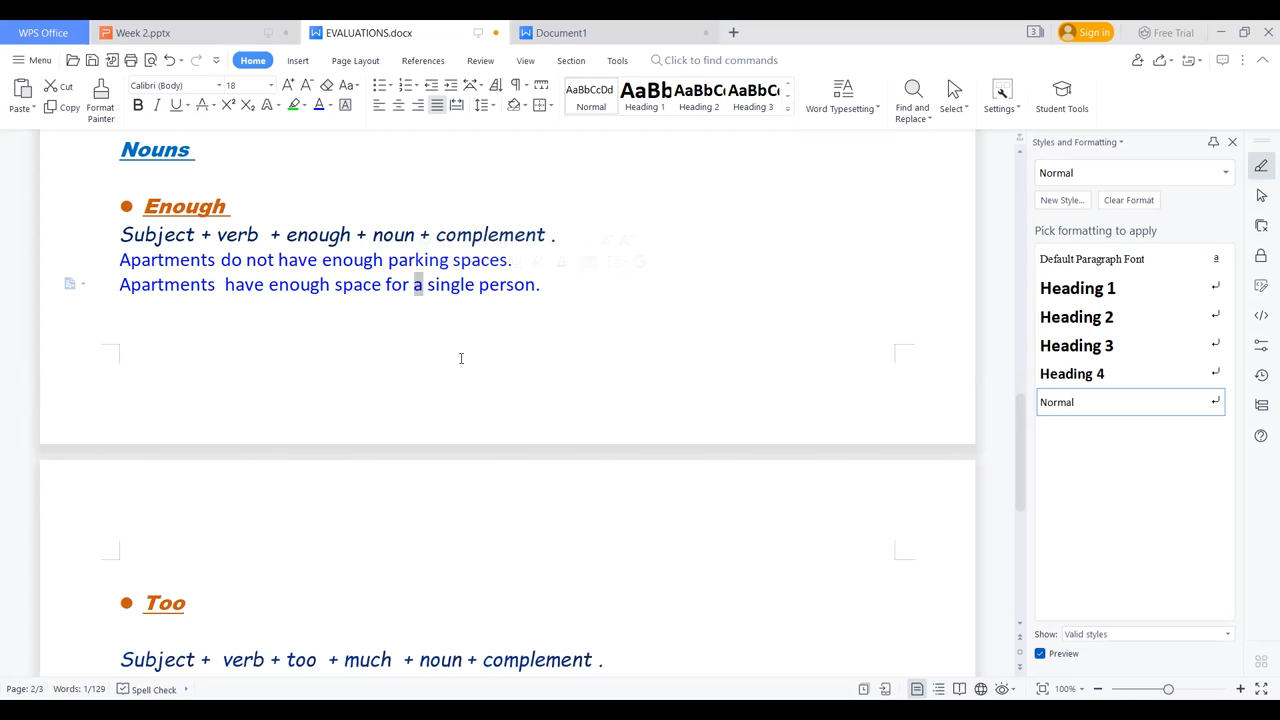 WPS Office
Week 2.pptx
EVALUATIONS.docx
Document1
3
Sign in
Free Trial
Menu
Home
Insert
Page Layout
References
Review
View
Section
Tools
Click to find commands
Paste
Cut
Copy
Format Painter
Calibri (Body)
18
AaBbCcDd
Normal
AaBb
Heading 1
AaBbCc
Heading 2
AaBbCc
Heading 3
Word Typesetting
Find and Replace
Select
Settings
Student Tools
Nouns
Enough
Subject + verb + enough + noun + complement .
Apartments do not have enough parking spaces.
Apartments have enough space for a single person.
Too
Subject + verb + too + much + noun + complement .
Styles and Formatting
Normal
New Style...
Clear Format
Pick formatting to apply
Default Paragraph Font a
Heading 1
Heading 2
Heading 3
Heading 4
Normal
Show: Valid styles
Preview
Page: 2/3 Words: 1/129 Spell Check
100%